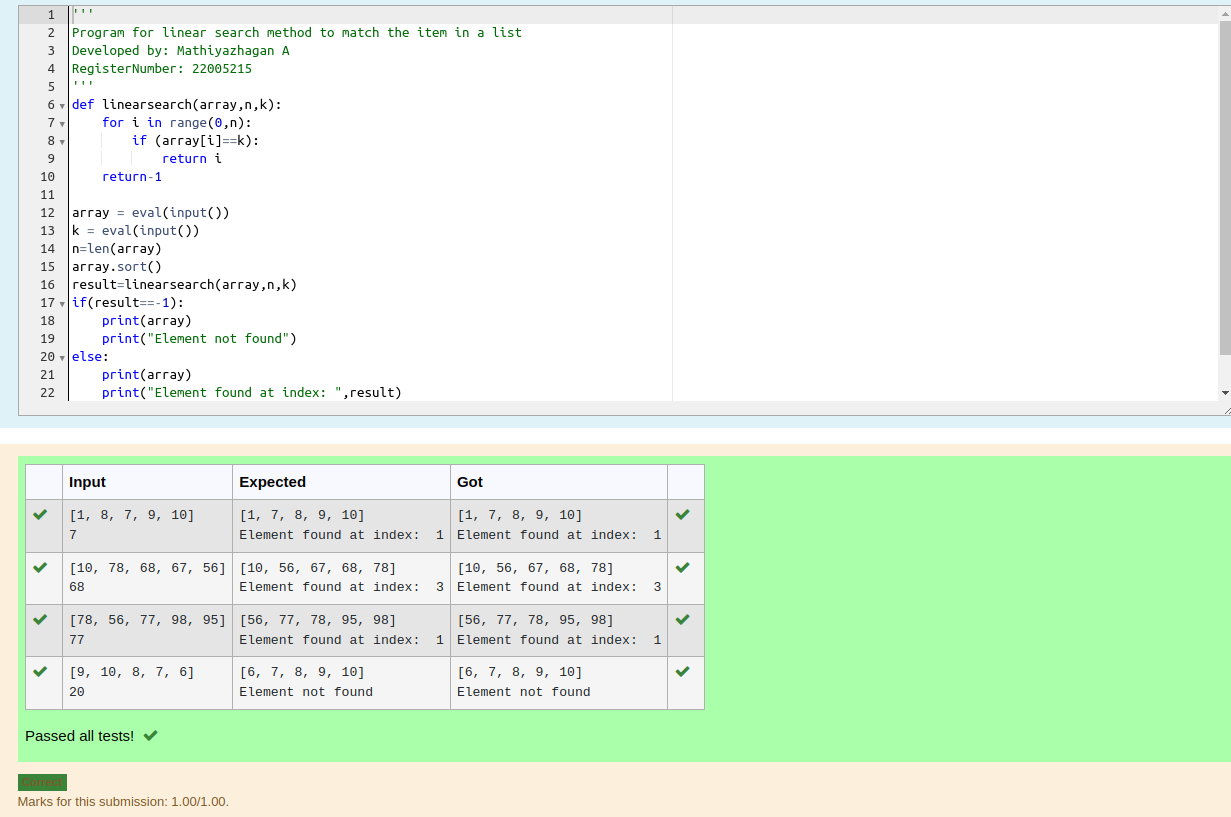 1 '''
2 Program for linear search method to match the item in a list
3 Developed by: Mathiyazhagan A
4 RegisterNumber: 22005215
5 '''
6 def linearsearch(array,n,k):
7     for i in range(0,n):
8         if (array[i]==k):
9             return i
10     return-1
11
12 array = eval(input())
13 k = eval(input())
14 n=len(array)
15 array.sort()
16 result=linearsearch(array,n,k)
17 if(result==-1):
18     print(array)
19     print("Element not found")
20 else:
21     print(array)
22     print("Element found at index: ",result)
Input Expected Got
[1, 8, 7, 9, 10] [1, 7, 8, 9, 10] [1, 7, 8, 9, 10]
7 Element found at index:  1 Element found at index:  1
[10, 78, 68, 67, 56] [10, 56, 67, 68, 78] [10, 56, 67, 68, 78]
68 Element found at index:  3 Element found at index:  3
[78, 56, 77, 98, 95] [56, 77, 78, 95, 98] [56, 77, 78, 95, 98]
77 Element found at index:  1 Element found at index:  1
[9, 10, 8, 7, 6] [6, 7, 8, 9, 10] [6, 7, 8, 9, 10]
20 Element not found Element not found
Passed all tests!
Correct
Marks for this submission: 1.00/1.00.